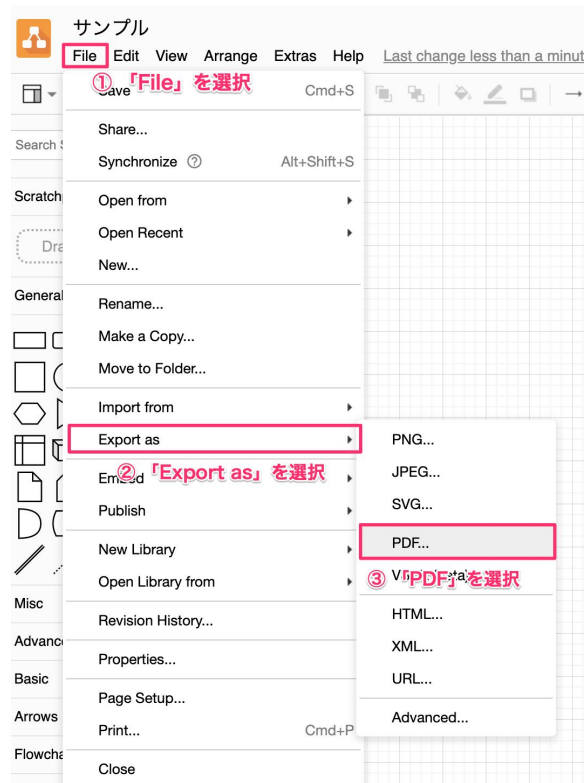 サンプル
File Edit View Arrange Extras Help Last change less than a minut
① 「File」を選択
Save Cmd+S
Share...
Search
Synchronize Alt+Shift+S
Scratch
Open from
Open Recent
New...
General
Rename...
Make a Copy...
Move to Folder...
Import from
Export as
PNG...
② 「Export as」を選択
JPEG...
Embed
Publish
SVG...
PDF...
New Library
③ 「PDF」を選択
Open Library from
HTML...
Misc
Revision History...
XML...
Advanc
Properties...
URL...
Basic
Page Setup...
Arrows
Advanced...
Print... Cmd+P
Flowcha
Close